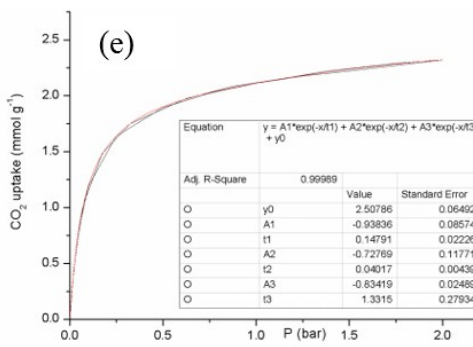 (e)
CO2 uptake (mmol g-1)
2.5
2.0
1.5
1.0
0.5
0.0
Equation y = A1*exp(-x/t1) + A2*exp(-x/t2) + A3*exp(-x/t3
+ y0
Adj. R-Square 0.99989
Value Standard Error
O y0 2.50786 0.06492
O A1 -0.93836 0.08574
O t1 0.14791 0.02226
O A2 -0.72769 0.11771
O t2 0.04017 0.00439
O A3 -0.83419 0.02489
O t3 1.3315 0.27934
0.0 0.5 1.0 1.5 2.0
P (bar)